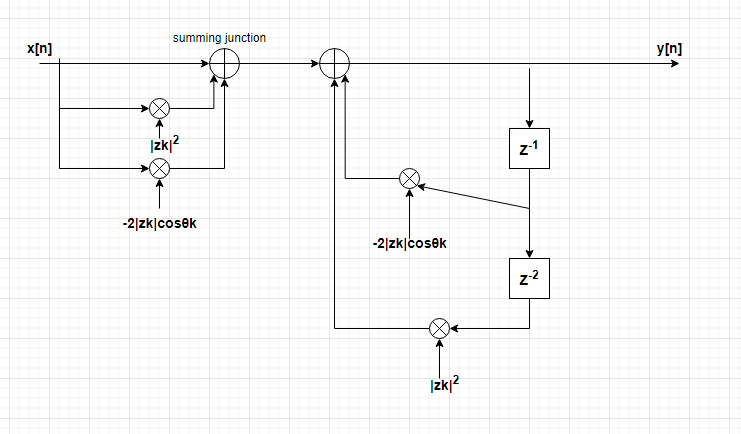 summing junction
x[n]
y[n]
|zk|²
z⁻¹
-2|zk|cosθk
-2|zk|cosθk
z⁻²
|zk|²